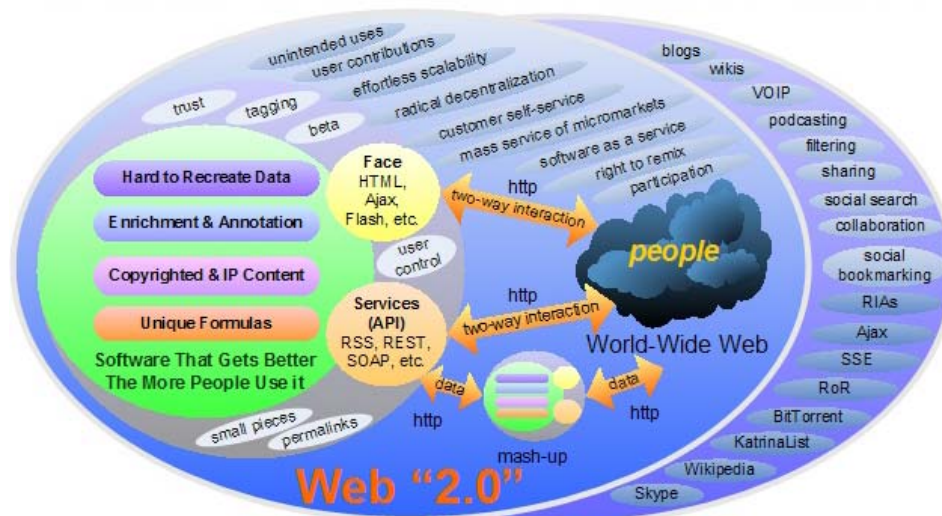 unintended uses
user contributions
effortless scalability
radical decentralization
customer self-service
mass service of micromarkets
software as a service
right to remix
participation
trust
tagging
beta
Hard to Recreate Data
Enrichment & Annotation
Copyrighted & IP Content
Unique Formulas
Software That Gets Better
The More People Use it
Face
HTML,
Ajax,
Flash, etc.
user
control
Services
(API)
RSS, REST,
SOAP, etc.
http
two-way interaction
http
two-way interaction
people
World-Wide Web
data
http
data
http
mash-up
small pieces
permalinks
Web “2.0”
blogs
wikis
VOIP
podcasting
filtering
sharing
social search
collaboration
social
bookmarking
RIAs
Ajax
SSE
RoR
BitTorrent
KatrinaList
Wikipedia
Skype